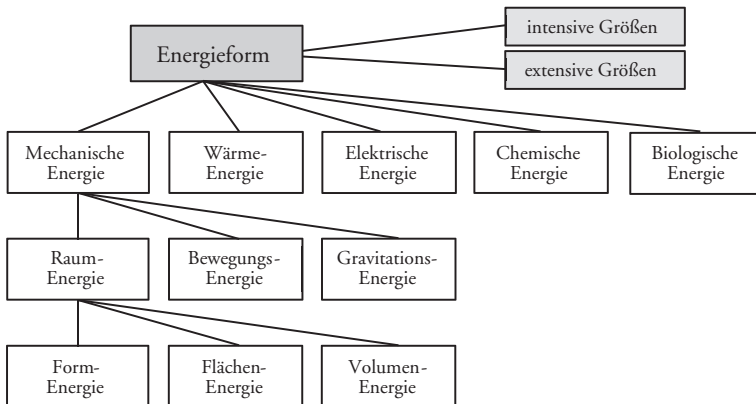 intensive Größen
Energieform
extensive Größen
Mechanische
Energie
Wärme-
Energie
Elektrische
Energie
Chemische
Energie
Biologische
Energie
Raum-
Energie
Bewegungs-
Energie
Gravitations-
Energie
Form-
Energie
Flächen-
Energie
Volumen-
Energie